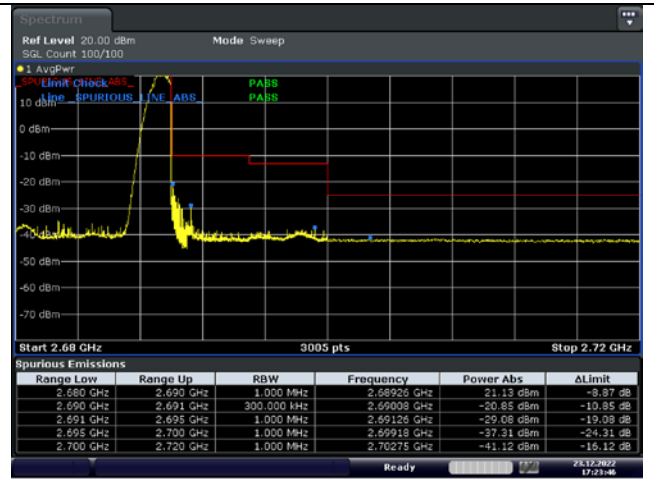 Spectrum
Ref Level 20.00 dBm Mode Sweep
SGL Count 100/100
1 AvgPwr
Limit Check PASS
Line _SPURIOUS_LINE_ABS_ PASS
10 dBm
0 dBm
-10 dBm
-20 dBm
-30 dBm
-40 dBm
-50 dBm
-60 dBm
-70 dBm
Start 2.68 GHz 3005 pts Stop 2.72 GHz
Spurious Emissions
Range Low Range Up RBW Frequency Power Abs ΔLimit
2.680 GHz 2.690 GHz 1.000 MHz 2.68926 GHz 21.13 dBm -8.87 dB
2.690 GHz 2.691 GHz 300.000 kHz 2.69008 GHz -20.85 dBm -10.85 dB
2.691 GHz 2.695 GHz 1.000 MHz 2.69126 GHz -29.08 dBm -19.08 dB
2.695 GHz 2.700 GHz 1.000 MHz 2.69918 GHz -37.31 dBm -24.31 dB
2.700 GHz 2.720 GHz 1.000 MHz 2.70275 GHz -41.12 dBm -16.12 dB
Ready 23.12.2022
17:23:46